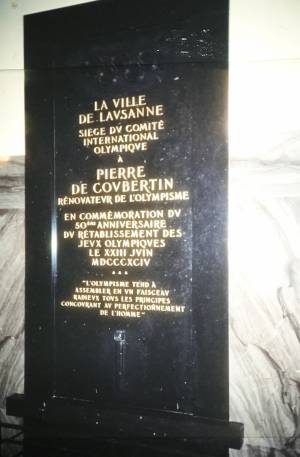 LA VILLE
DE LAVSANNE
SIEGE DV COMITÉ
INTERNATIONAL
OLYMPIQVE
À
PIERRE
DE COVBERTIN
RÉNOVATEVR DE L'OLYMPISME
EN COMMÉMORATION DV
50ème ANNIVERSAIRE
DV RÉTABLISSEMENT DES
JEVX OLYMPIQVES
LE XXIII JVIN
MDCCCXCIV
"L'OLYMPISME TEND À
ASSEMBLER EN VN FAISCEAV
RADIEVX TOVS LES PRINCIPES
CONCOVRANT AV PERFECTIONNEMENT
DE L'HOMME"